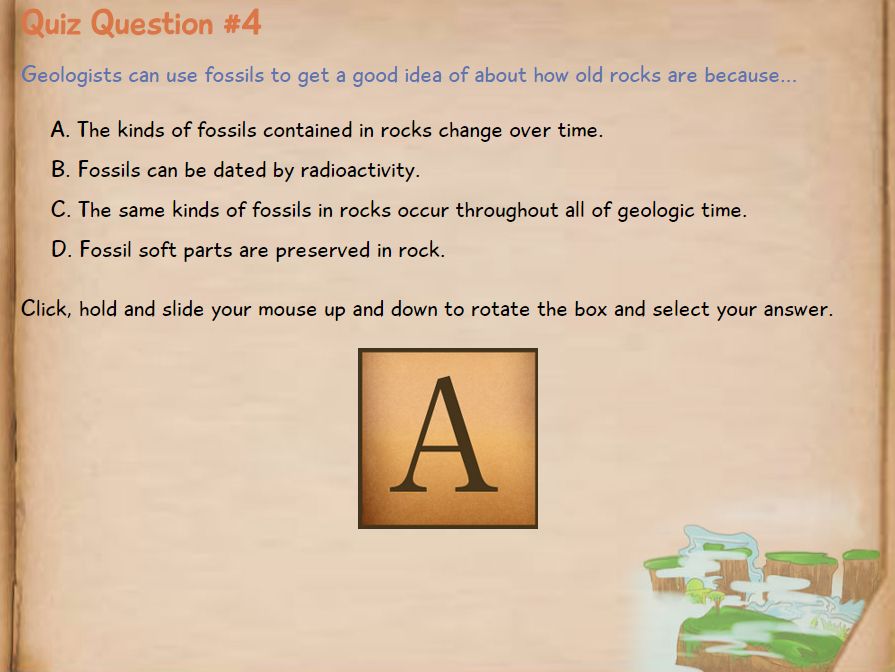 Quiz Question #4
Geologists can use fossils to get a good idea of about how old rocks are because...
A. The kinds of fossils contained in rocks change over time.
B. Fossils can be dated by radioactivity.
C. The same kinds of fossils in rocks occur throughout all of geologic time.
D. Fossil soft parts are preserved in rock.
Click, hold and slide your mouse up and down to rotate the box and select your answer.
A